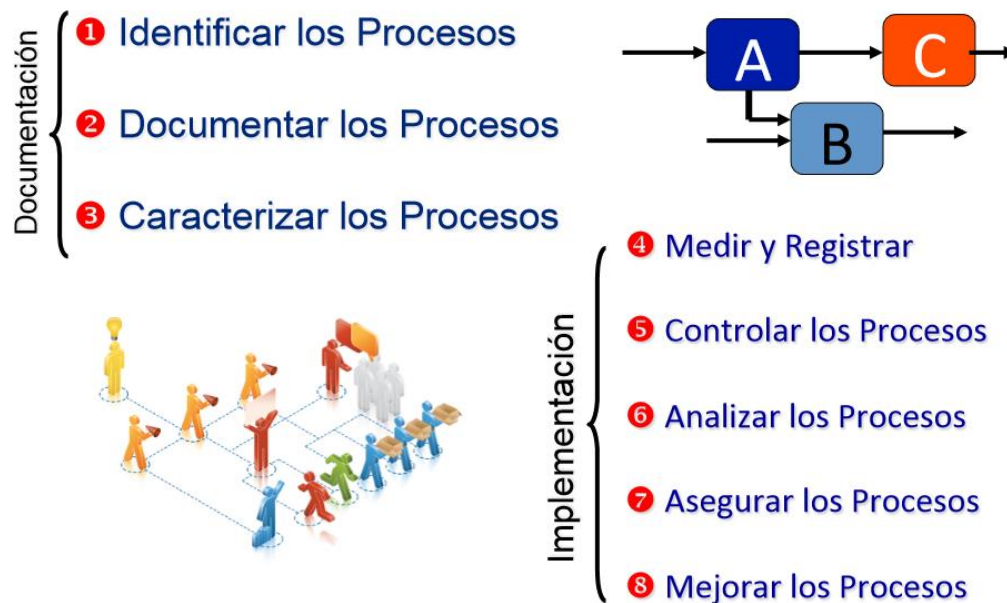 Documentación
❶ Identificar los Procesos
❷ Documentar los Procesos
❸ Caracterizar los Procesos
A
C
B
Implementación
❹ Medir y Registrar
❺ Controlar los Procesos
❻ Analizar los Procesos
❼ Asegurar los Procesos
❽ Mejorar los Procesos